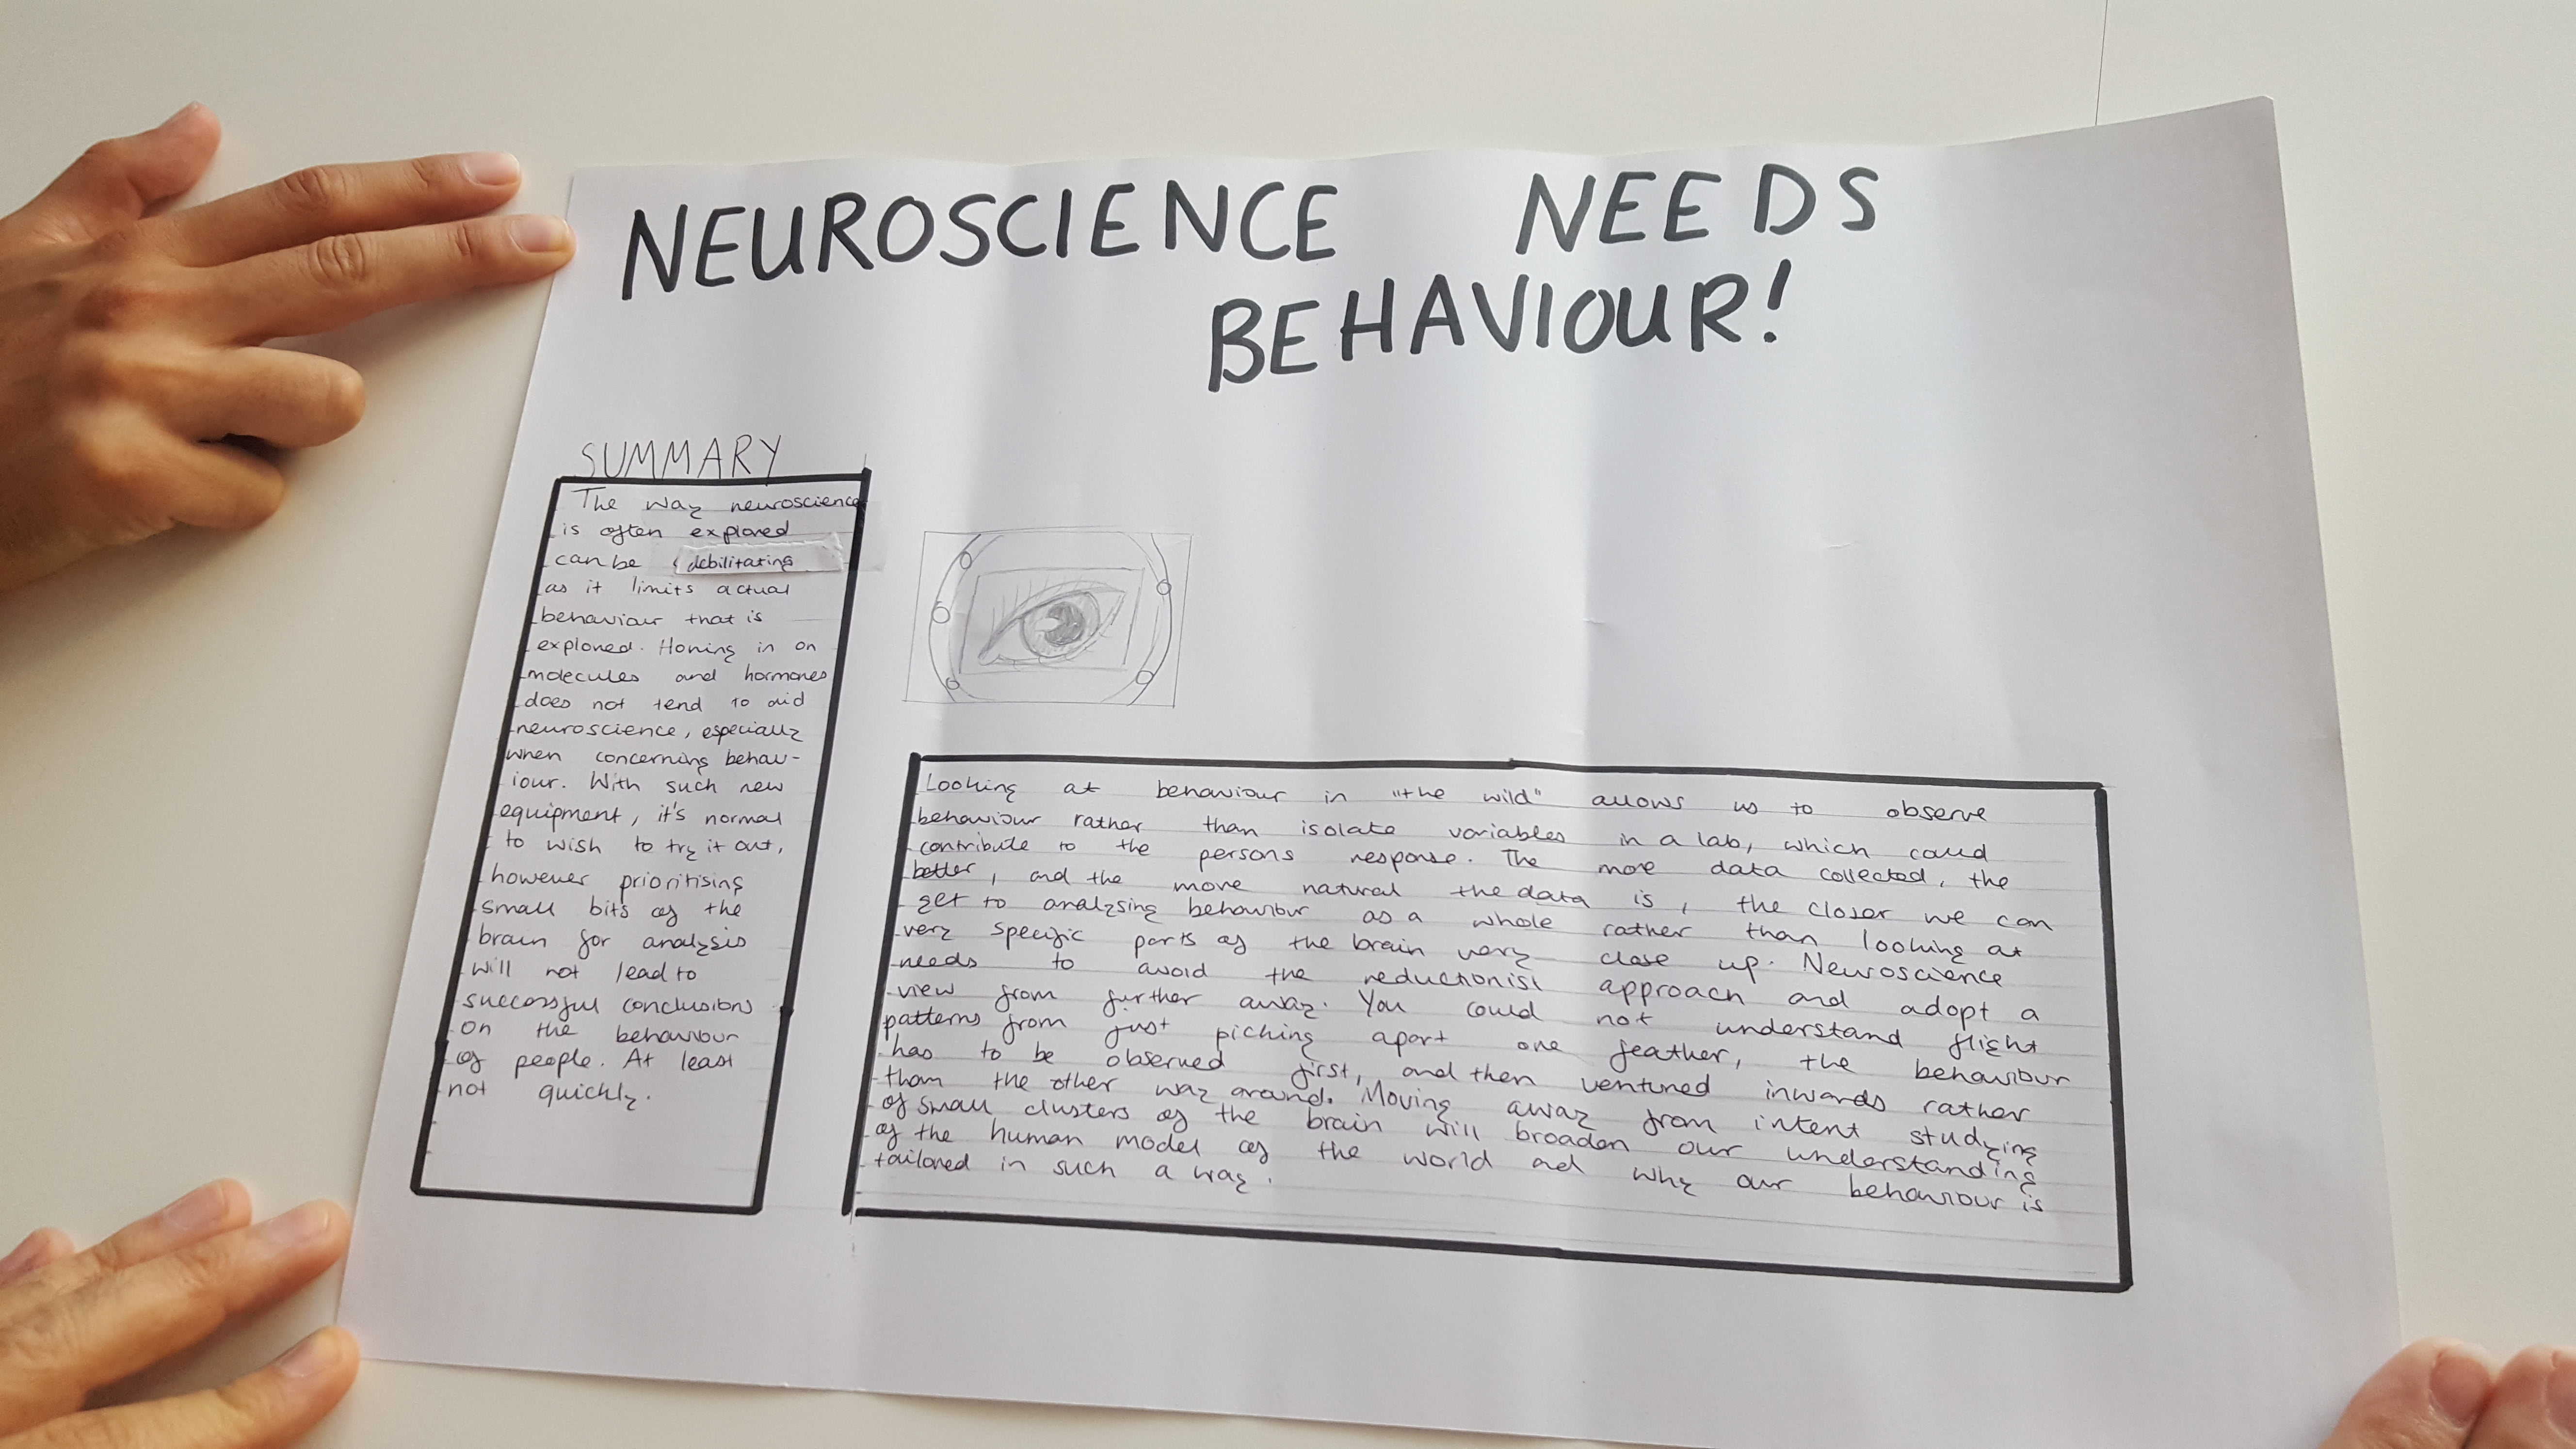 NEUROSCIENCE NEEDS
BEHAVIOUR!
SUMMARY
The way neuroscience
is often explored
can be debilitating
as it limits actual
behaviour that is
explored. Honing in on
molecules and hormones
does not tend to aid
neuroscience, especially
when concerning behav-
iour. With such new
equipment, it's normal
to wish to try it out,
however prioritising
small bits of the
brain for analysis
will not lead to
successful conclusions
on the behaviour
of people. At least
not quickly.
Looking at behaviour in "the wild" allows us to observe
behaviour rather than isolate variables in a lab, which could
contribute to the persons response. The more data collected, the
better, and the more natural the data is, the closer we can
get to analysing behaviour as a whole rather than looking at
very specific parts of the brain very close up. Neuroscience
needs to avoid the reductionist approach and adopt a
view from further away. You could not understand flight
patterns from just picking apart one feather, the behaviour
has to be observed first, and then ventured inwards rather
than the other way around. Moving away from intent studying
of small clusters of the brain will broaden our understanding
of the human model of the world ad why our behaviour is
tailored in such a way.